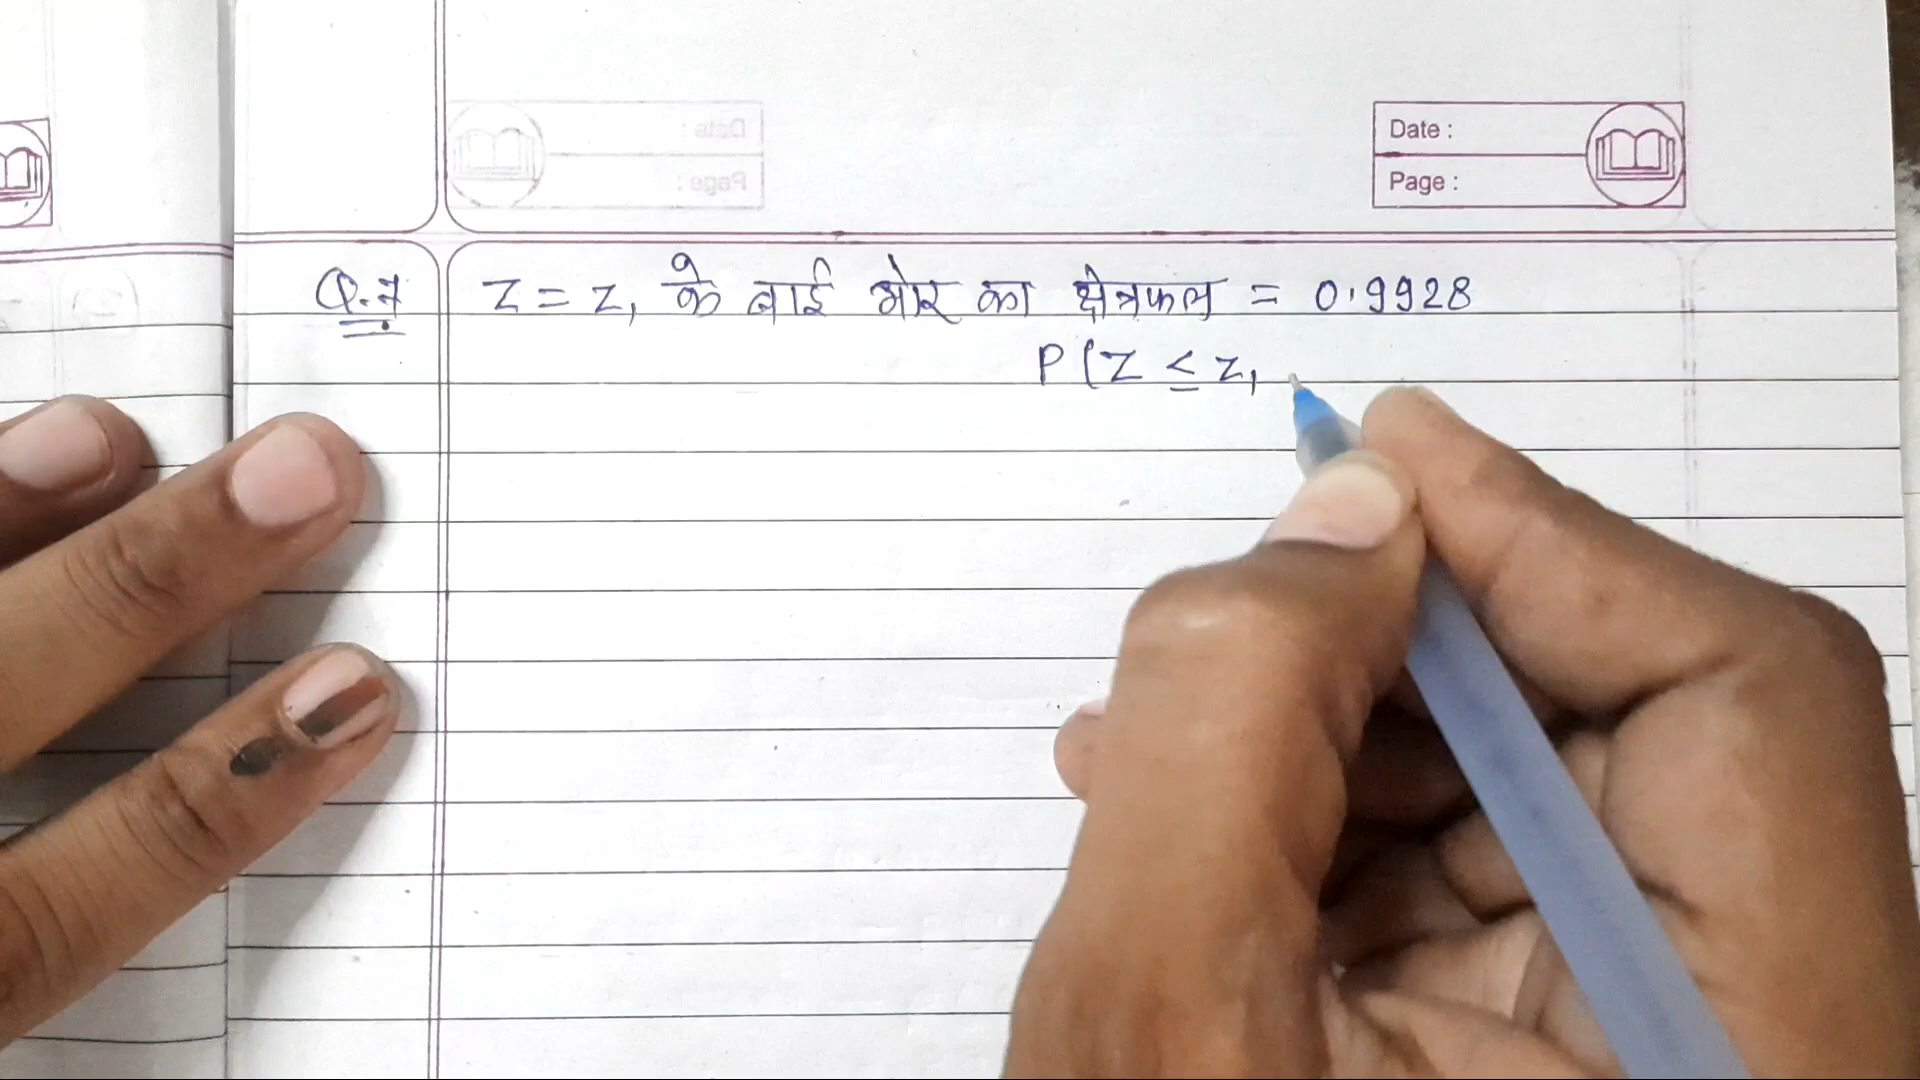 Date :
Page :
Q.7 Z = z₁ के बाई ओर का क्षेत्रफल = 0.9928
P(Z ≤ z₁